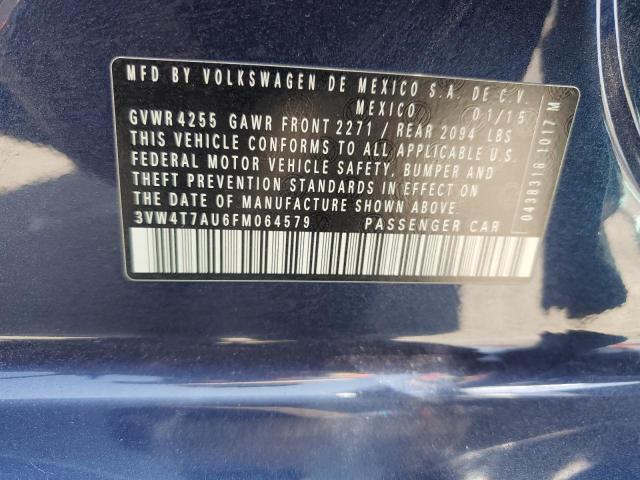 MFD BY VOLKSWAGEN DE MEXICO S.A. DE C.V.
MEXICO 01/15
GVWR 4255 GAWR FRONT 2271 / REAR 2094 LBS
THIS VEHICLE CONFORMS TO ALL APPLICABLE U.S.
FEDERAL MOTOR VEHICLE SAFETY, BUMPER AND
THEFT PREVENTION STANDARDS IN EFFECT ON
THE DATE OF MANUFACTURE SHOWN ABOVE.
3VW4T7AU6FM064579 PASSENGER CAR
0438318-1017 M